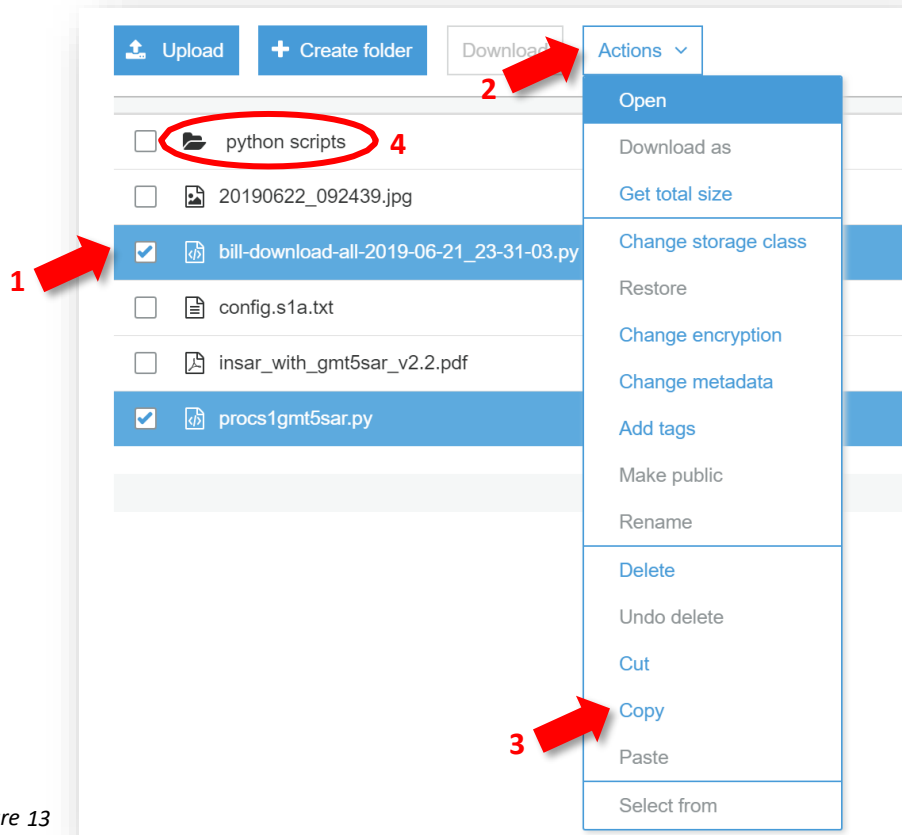 Upload Create folder Download Actions
2
Open
python scripts 4
Download as
20190622_092439.jpg
Get total size
1
bill-download-all-2019-06-21_23-31-03.py
Change storage class
Restore
config.s1a.txt
Change encryption
insar_with_gmt5sar_v2.2.pdf
Change metadata
procs1gmt5sar.py
Add tags
Make public
Rename
Delete
Undo delete
Cut
Copy
3
Paste
Select from
re 13